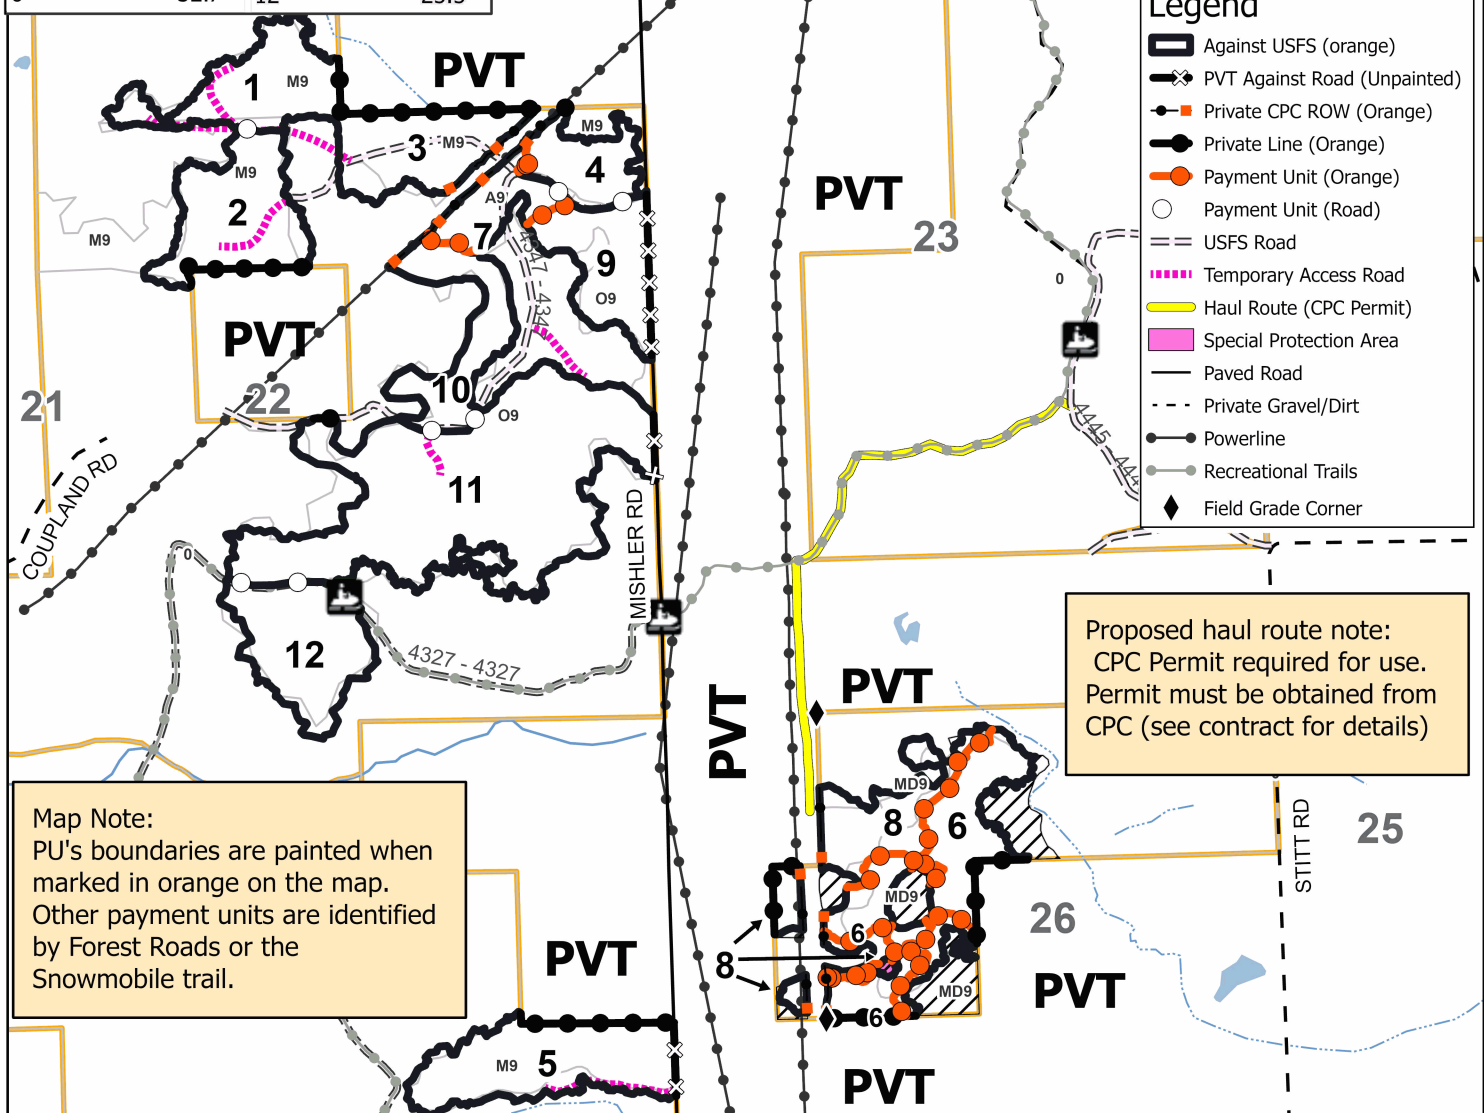 Legend
Against USFS (orange)
PVT Against Road (Unpainted)
Private CPC ROW (Orange)
Private Line (Orange)
Payment Unit (Orange)
Payment Unit (Road)
USFS Road
Temporary Access Road
Haul Route (CPC Permit)
Special Protection Area
Paved Road
Private Gravel/Dirt
Powerline
Recreational Trails
Field Grade Corner
PVT
1
M9
3
M9
M9
4
M9
2
M9
A9
7
9
O9
PVT
23
0
PVT
4347 - 434
21
22
10
O9
4445 - 444
COUPLAND RD
11
MISHLER RD
0
12
4327 - 4327
Proposed haul route note:
CPC Permit required for use.
Permit must be obtained from
CPC (see contract for details)
PVT
PVT
MD9
8
6
25
STITT RD
Map Note:
PU's boundaries are painted when
marked in orange on the map.
Other payment units are identified
by Forest Roads or the
Snowmobile trail.
MD9
26
6
8
PVT
MD9
PVT
6
M9
5
PVT